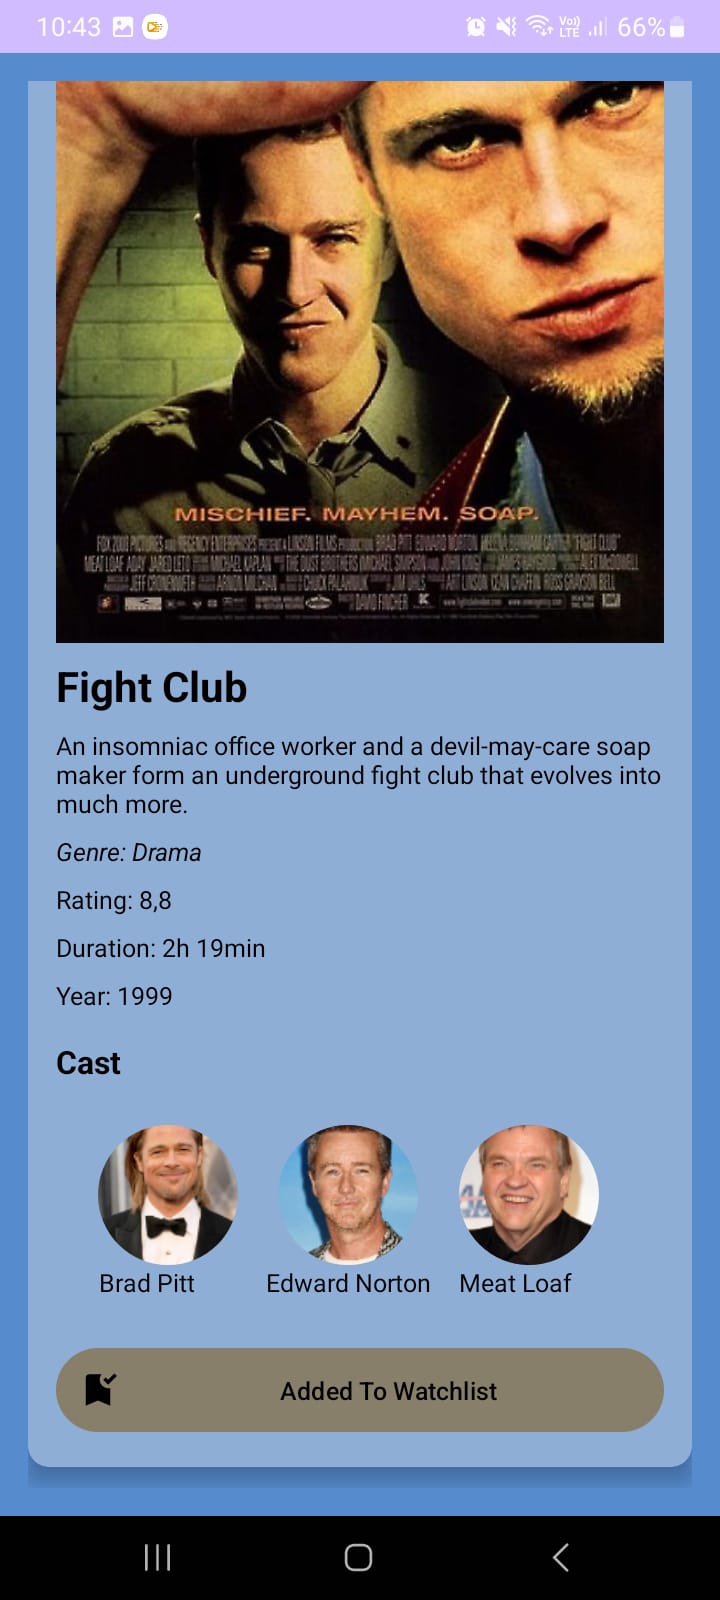 10:43
Vo))
LTE
66%
MISCHIEF. MAYHEM. SOAP.
FOX 2000 PICTURES AND REGENCY ENTERPRISES PRESENT A LINSON FILMS PRODUCTION BRAD PITT EDWARD NORTON HELENA BONHAM CARTER "FIGHT CLUB"
MEAT LOAF ADAY JARED LETO MICHAEL KAPLAN THE DUST BROTHERS MICHAEL SIMPSON JOHN KING JAMES HAYGOOD ALEX McDOWELL
JEFF CRONENWETH ARNON MILCHAN CHUCK PALAHNIUK JIM UHLS ART LINSON CEAN CHAFFIN ROSS GRAYSON BELL
DAVID FINCHER
Fight Club
An insomniac office worker and a devil-may-care soap
maker form an underground fight club that evolves into
much more.
Genre: Drama
Rating: 8,8
Duration: 2h 19min
Year: 1999
Cast
Brad Pitt
Edward Norton
Meat Loaf
Added To Watchlist